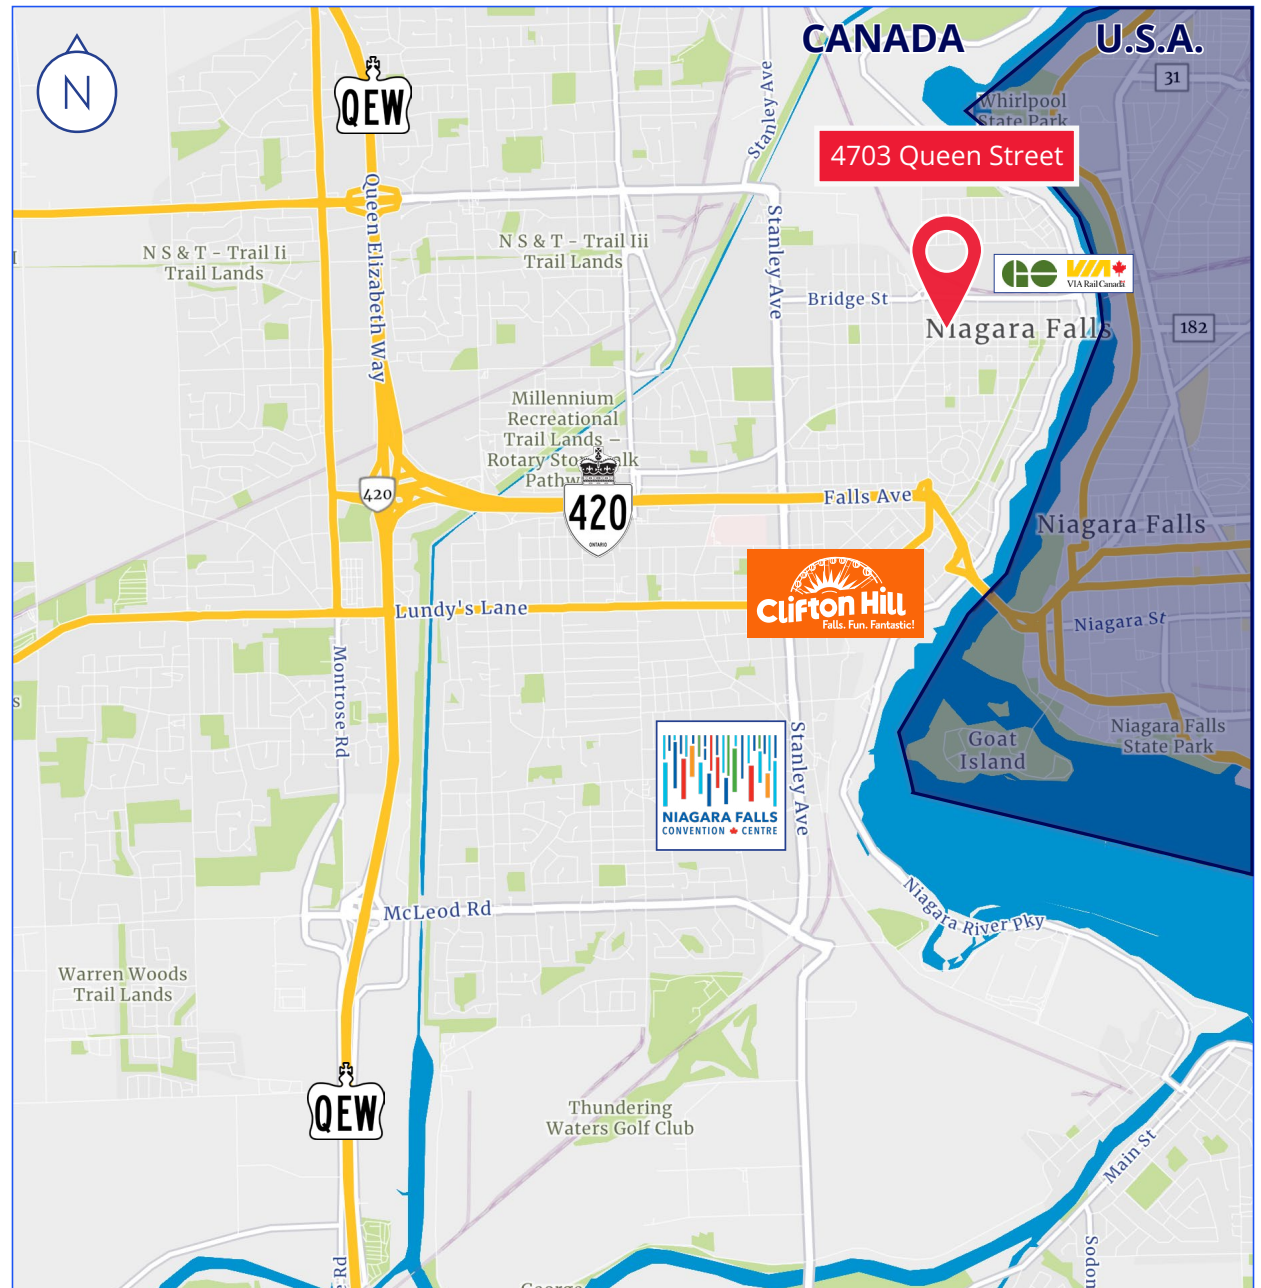 CANADA
U.S.A.
N
QEW
31
Stanley Ave
Whirlpool
State Park
4703 Queen Street
Queen Elizabeth Way
N S & T - Trail Ii
Trail Lands
N S & T - Trail Iii
Trail Lands
Stanley Ave
GO
VIA
VIA Rail Canada
Bridge St
Niagara Falls
182
Millennium
Recreational
Trail Lands –
Rotary
Falls Ave
420
420
ONTARIO
Niagara Falls
Clifton Hill
Falls. Fun. Fantastic!
Lundy's Lane
Niagara St
Montrose Rd
s
Stanley Ave
Goat
Island
Niagara Falls
State Park
NIAGARA FALLS
CONVENTION CENTRE
McLeod Rd
Niagara River Pky
Warren Woods
Trail Lands
QEW
Thundering
Waters Golf Club
Main St
Rd